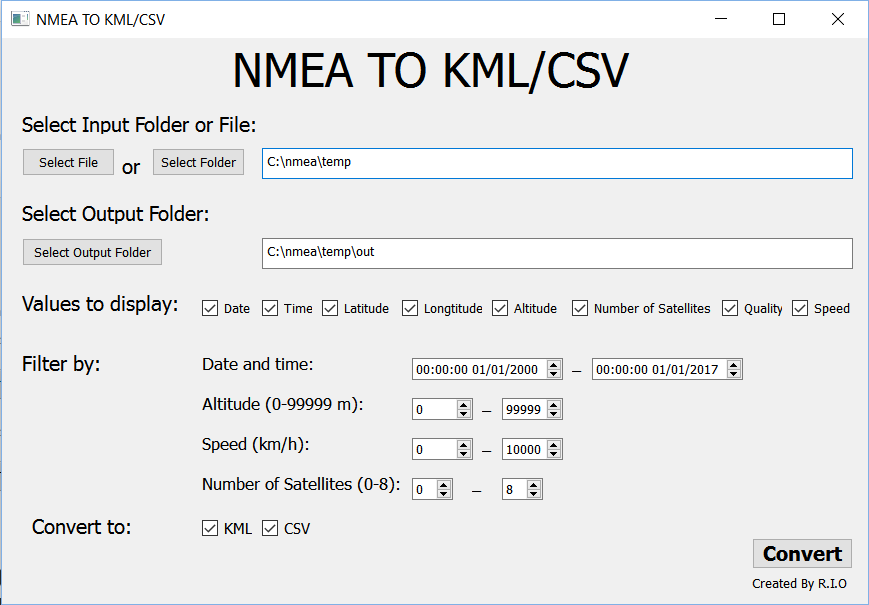 NMEA TO KML/CSV
NMEA TO KML/CSV
Select Input Folder or File:
Select File or Select Folder C:\nmea\temp
Select Output Folder:
Select Output Folder C:\nmea\temp\out
Values to display: Date Time Latitude Longtitude Altitude Number of Satellites Quality Speed
Filter by: Date and time: 00:00:00 01/01/2000 – 00:00:00 01/01/2017
Altitude (0-99999 m): 0 – 99999
Speed (km/h): 0 – 10000
Number of Satellites (0-8): 0 – 8
Convert to: KML CSV
Convert
Created By R.I.O